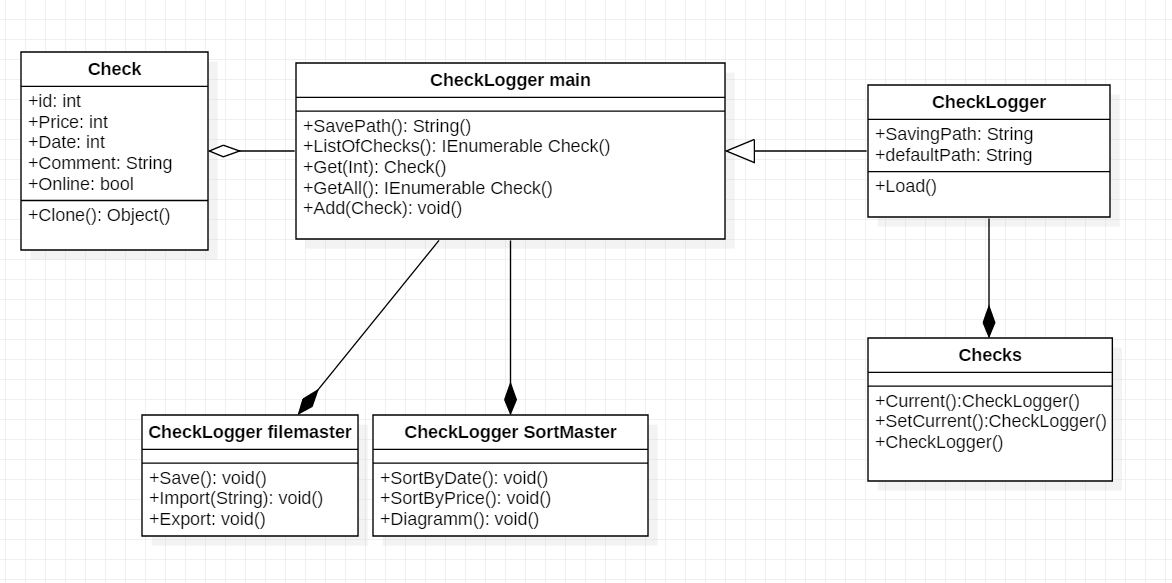 Check
+id: int
+Price: int
+Date: int
+Comment: String
+Online: bool
+Clone(): Object()
CheckLogger main
+SavePath(): String()
+ListOfChecks(): IEnumerable Check()
+Get(Int): Check()
+GetAll(): IEnumerable Check()
+Add(Check): void()
CheckLogger
+SavingPath: String
+defaultPath: String
+Load()
CheckLogger filemaster
+Save(): void()
+Import(String): void()
+Export: void()
CheckLogger SortMaster
+SortByDate(): void()
+SortByPrice(): void()
+Diagramm(): void()
Checks
+Current():CheckLogger()
+SetCurrent():CheckLogger()
+CheckLogger()